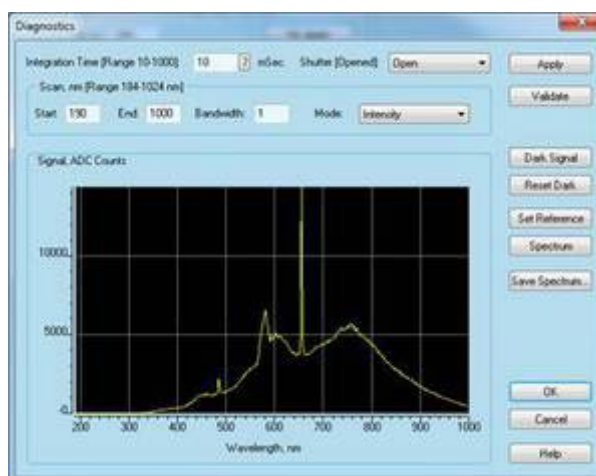 Diagnostics
Integration Time [Range 10-1000] 10 mSec. Shutter [Opened] Open
Apply
Scan, nm [Range 184-1024 nm]
Validate
Start 190 End 1000 Bandwidth: 1 Mode: Intensity
Signal, ADC Counts
Dark Signal
Reset Dark
Set Reference
Spectrum
Save Spectrum...
10000
5000
0
200 300 400 500 600 700 800 900 1000
Wavelength, nm
OK
Cancel
Help